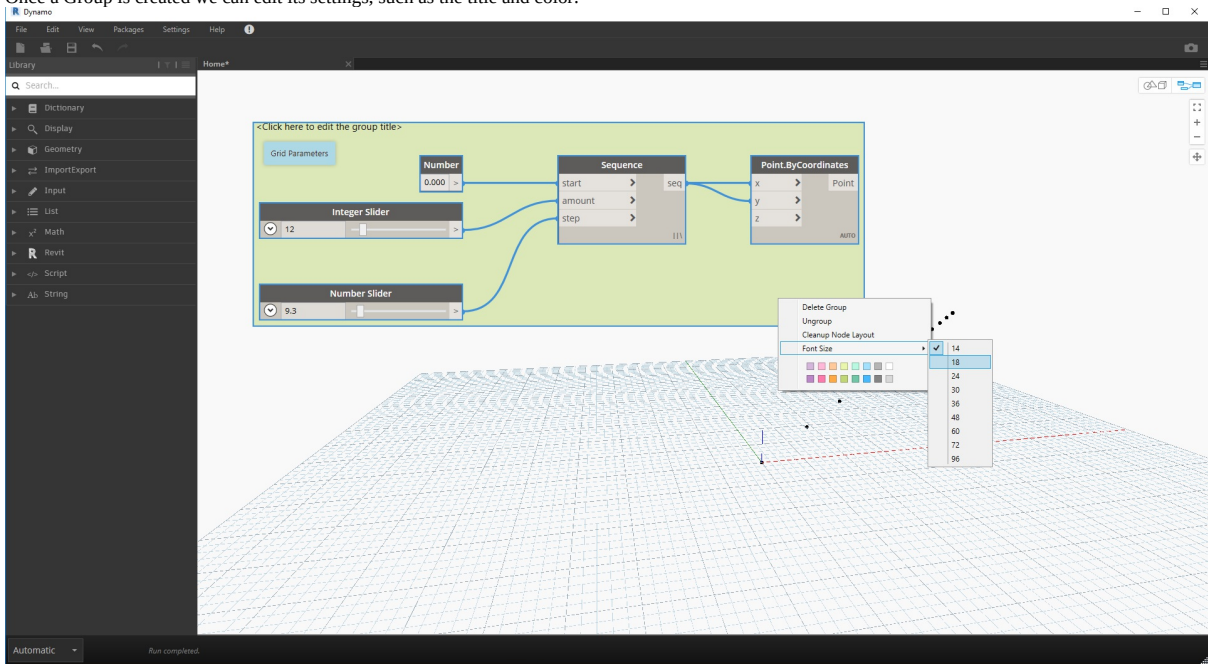 Once a Group is created we can edit its settings, such as the title and color.
Dynamo
File Edit View Packages Settings Help
Library
Home*
Search...
Dictionary
Display
Geometry
ImportExport
Input
List
Math
Revit
Script
String
<Click here to edit the group title>
Grid Parameters
Number
0.000 >
Integer Slider
12 >
Number Slider
9.3 >
Sequence
start > seq
amount >
step >
Point.ByCoordinates
x > Point
y >
z >
AUTO
Delete Group
Ungroup
Cleanup Node Layout
Font Size
14
18
24
30
36
48
60
72
96
Automatic
Run completed.